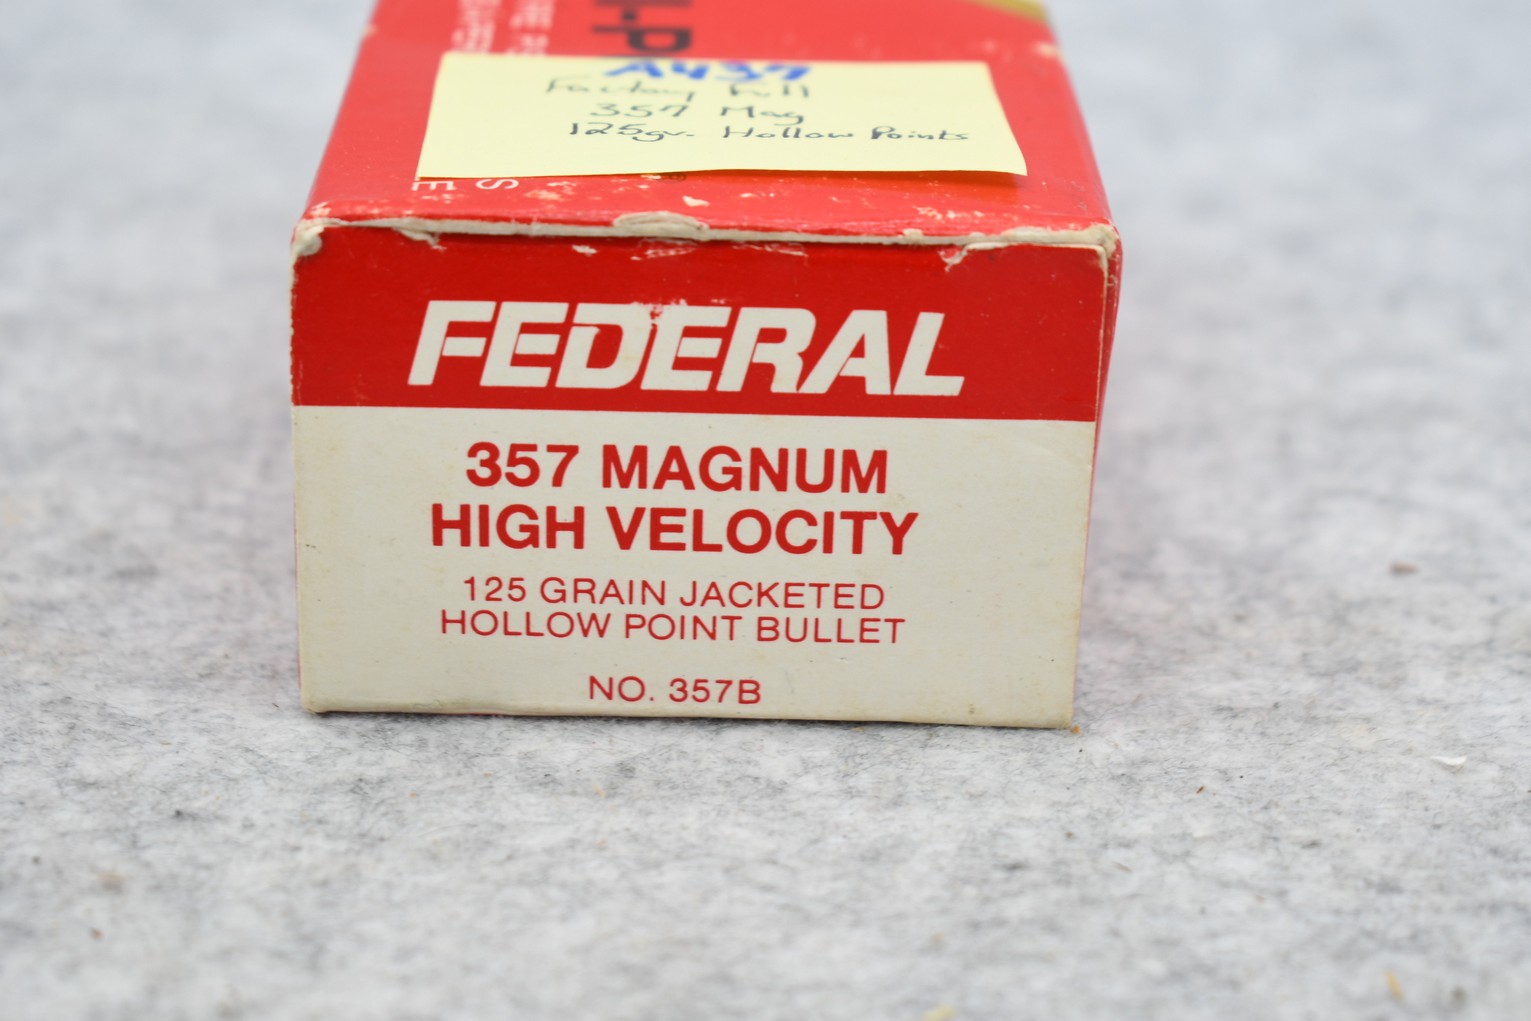 I-P
A437
Factory Full
357 Mag
125gr. Hollow Points
S
E
FEDERAL
357 MAGNUM
HIGH VELOCITY
125 GRAIN JACKETED
HOLLOW POINT BULLET
NO. 357B